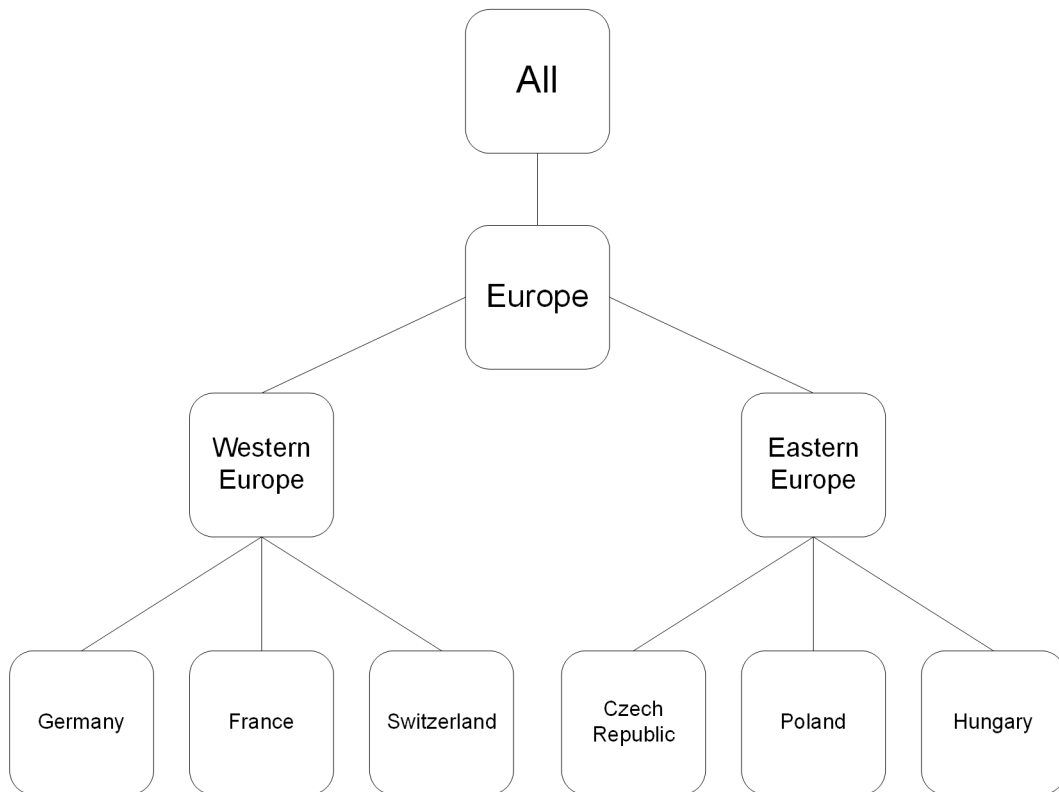 All
Europe
Western
Europe
Eastern
Europe
Germany
France
Switzerland
Czech
Republic
Poland
Hungary